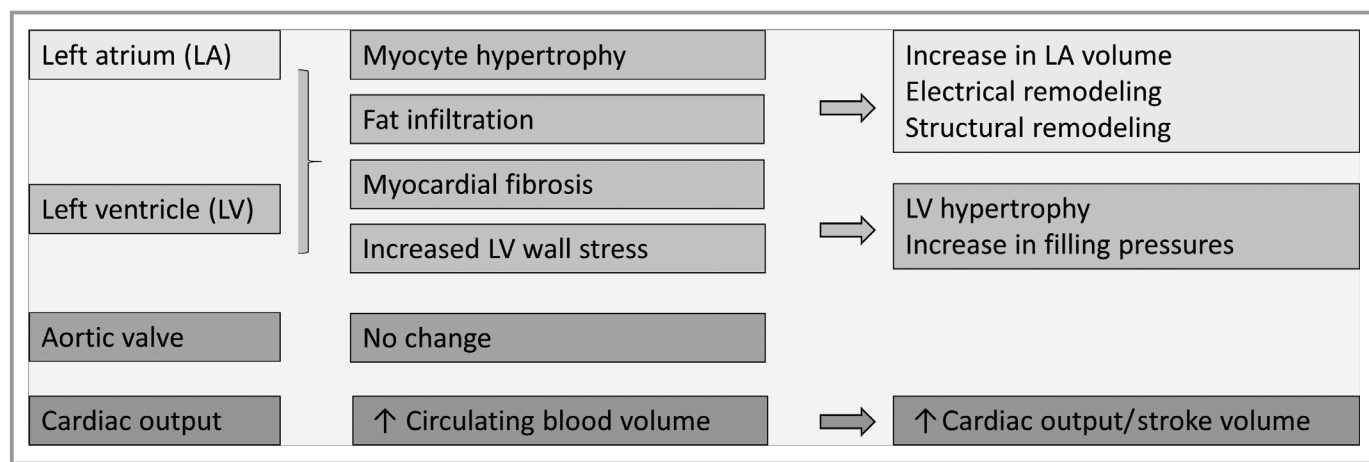 Left atrium (LA)
Myocyte hypertrophy
Fat infiltration
Increase in LA volume
Electrical remodeling
Structural remodeling
Left ventricle (LV)
Myocardial fibrosis
Increased LV wall stress
LV hypertrophy
Increase in filling pressures
Aortic valve
No change
Cardiac output
↑ Circulating blood volume
↑ Cardiac output/stroke volume